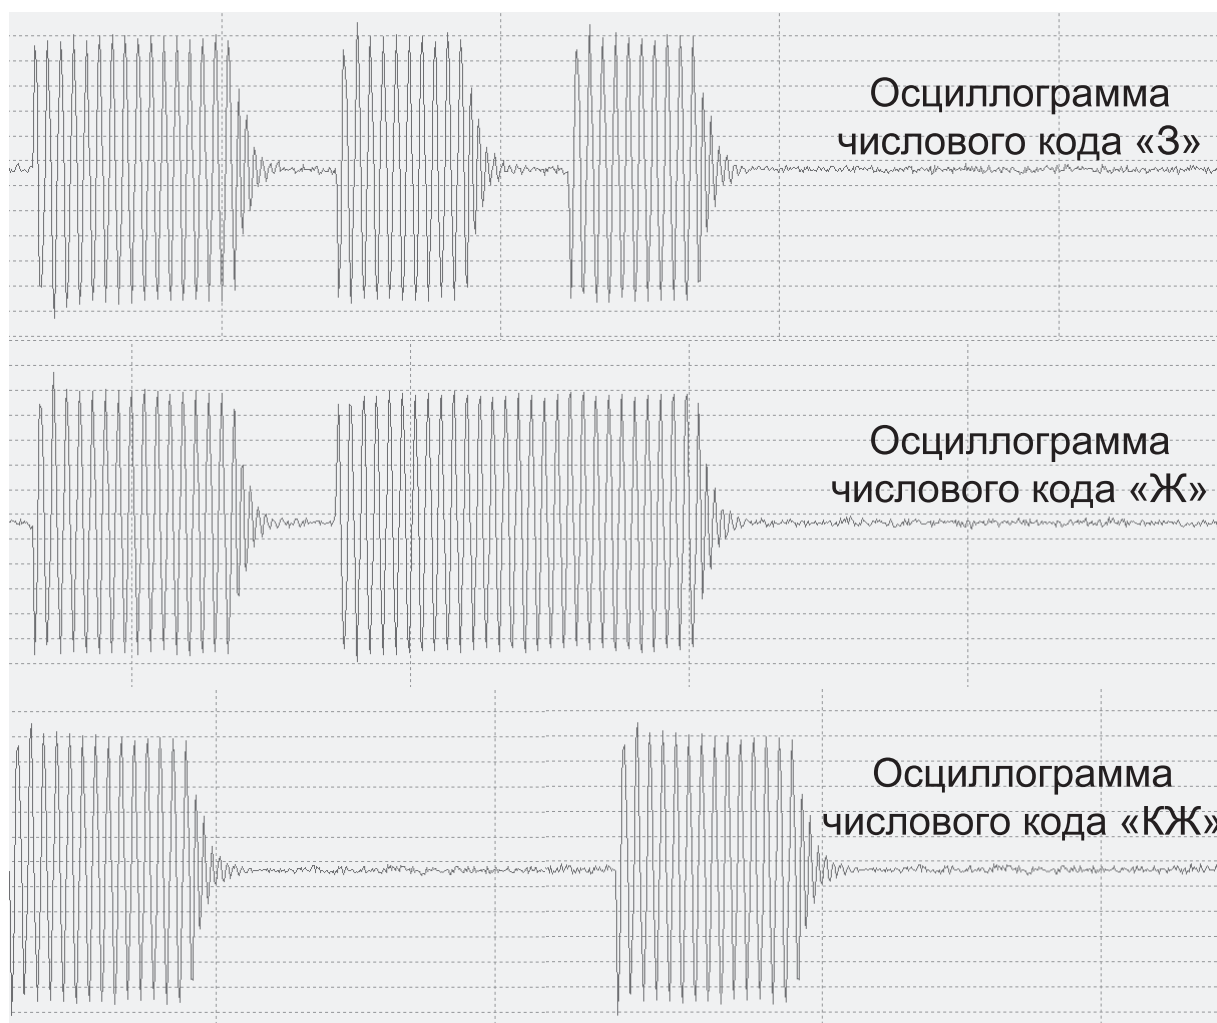 Осциллограмма
числового кода «З»
Осциллограмма
числового кода «Ж»
Осциллограмма
числового кода «КЖ»